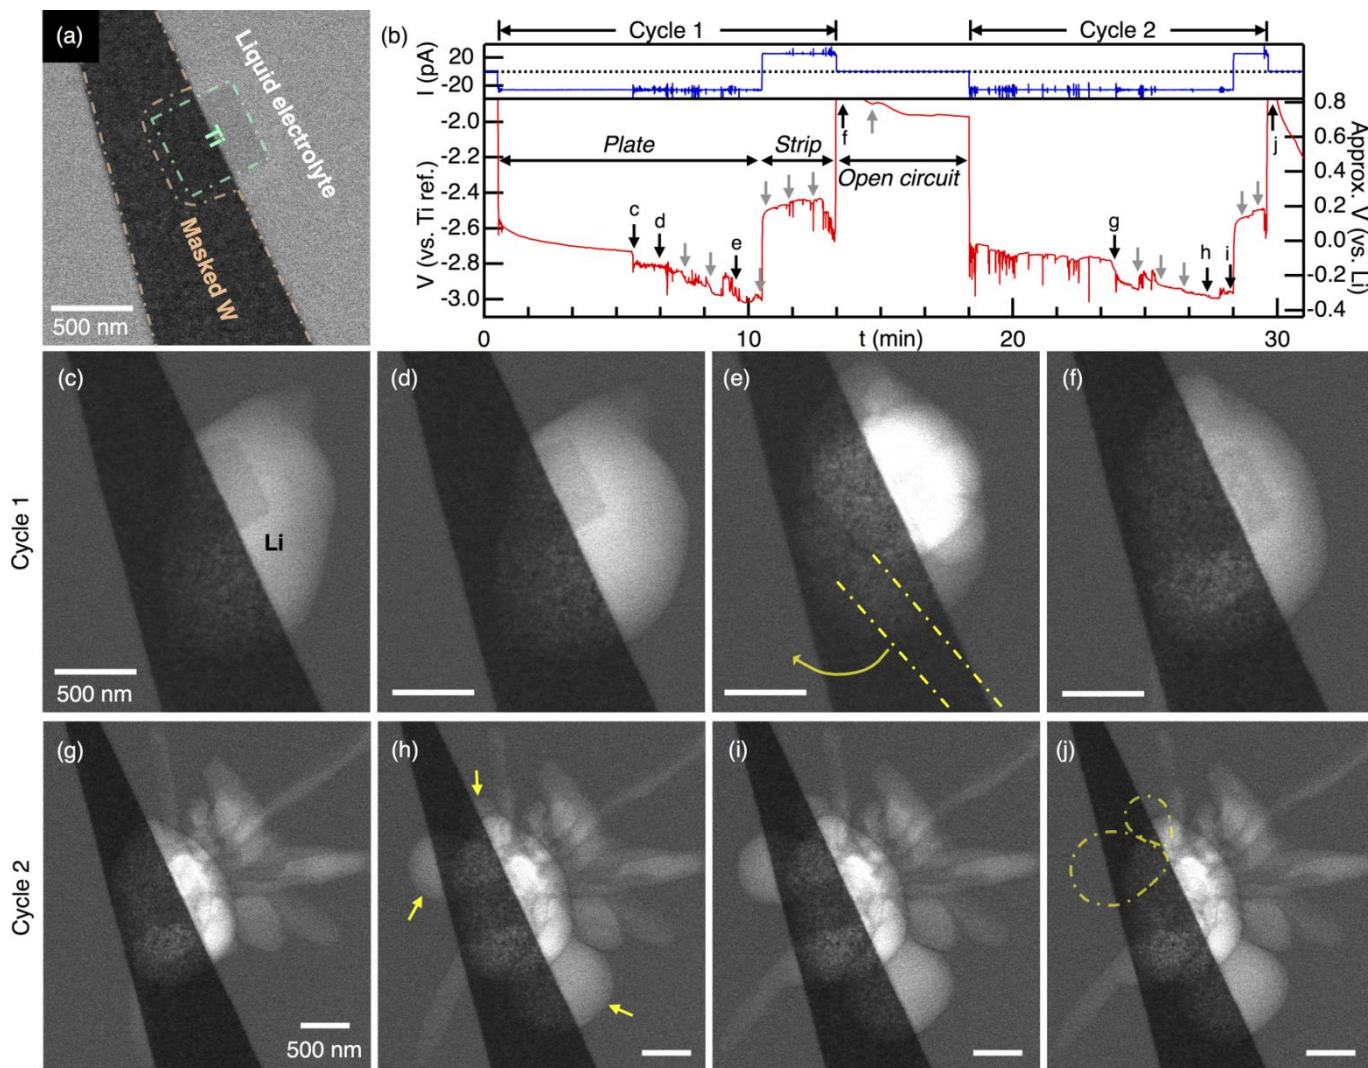 (a)
Liquid electrolyte
Ti
Masked W
500 nm
(b)
Cycle 1
Cycle 2
I (pA)
20
-20
V (vs. Ti ref.)
-2.0
-2.2
-2.4
-2.6
-2.8
-3.0
Approx. V (vs. Li)
0.8
0.6
0.4
0.2
0.0
-0.2
-0.4
Plate
Strip
Open circuit
c
d
e
f
g
h
i
j
0
10
20
30
t (min)
Cycle 1
(c)
Li
500 nm
(d)
(e)
(f)
Cycle 2
(g)
500 nm
(h)
(i)
(j)